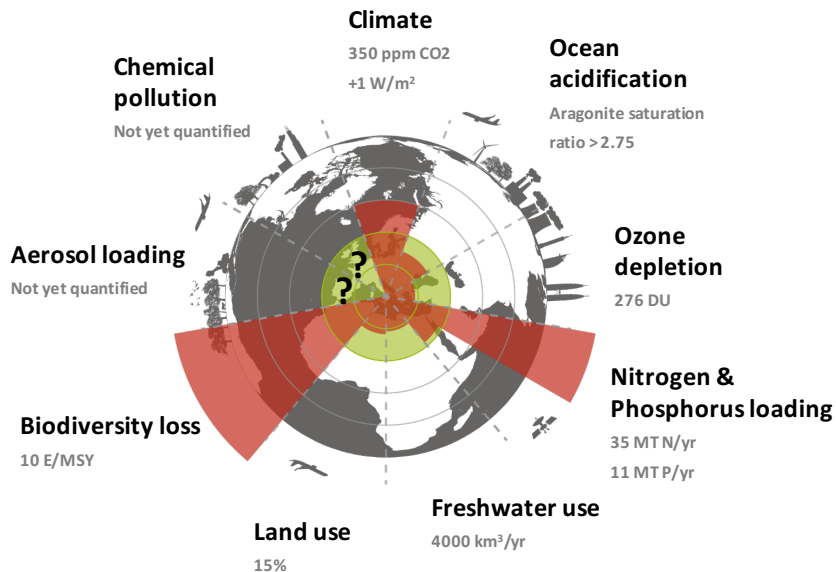 Climate
350 ppm CO2
+1 W/m²
Ocean
acidification
Aragonite saturation
ratio > 2.75
Chemical
pollution
Not yet quantified
Ozone
depletion
276 DU
Aerosol loading
Not yet quantified
?
?
Nitrogen &
Phosphorus loading
35 MT N/yr
11 MT P/yr
Biodiversity loss
10 E/MSY
Freshwater use
4000 km³/yr
Land use
15%